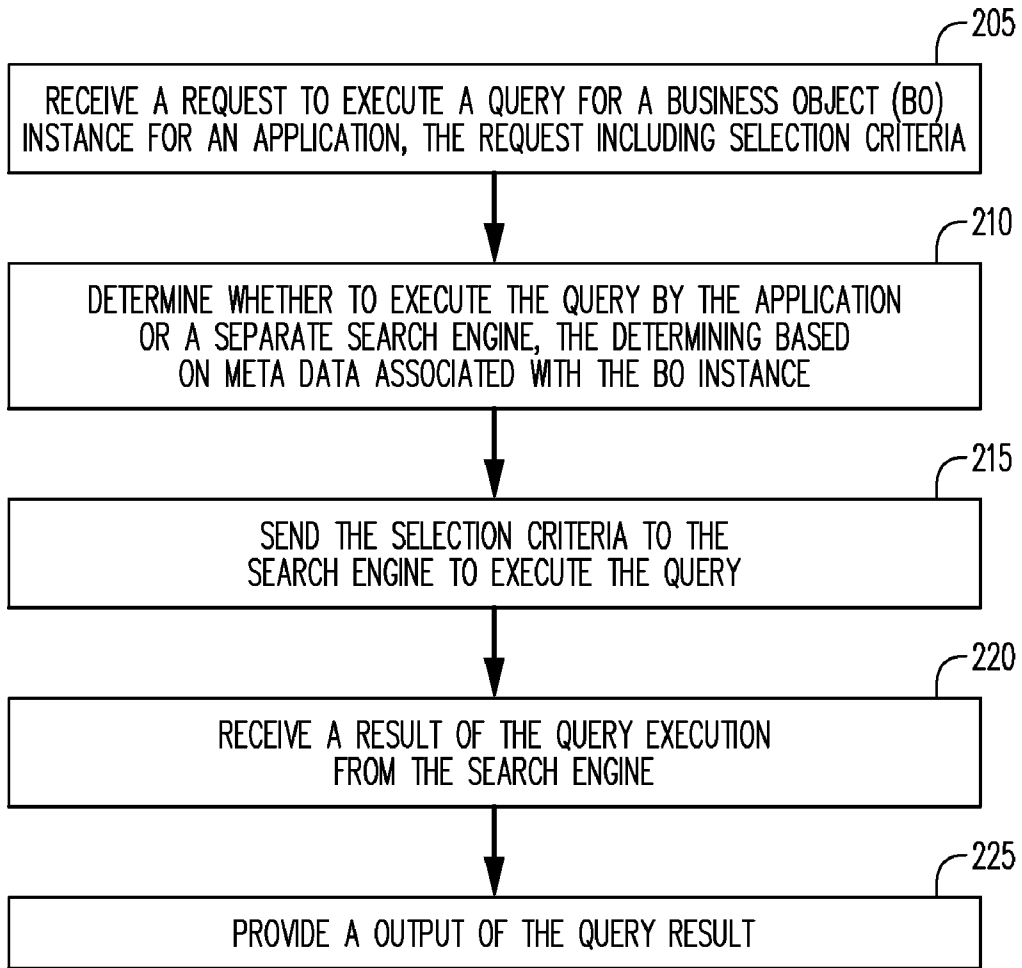 205
RECEIVE A REQUEST TO EXECUTE A QUERY FOR A BUSINESS OBJECT (BO)
INSTANCE FOR AN APPLICATION, THE REQUEST INCLUDING SELECTION CRITERIA
210
DETERMINE WHETHER TO EXECUTE THE QUERY BY THE APPLICATION
OR A SEPARATE SEARCH ENGINE, THE DETERMINING BASED
ON META DATA ASSOCIATED WITH THE BO INSTANCE
215
SEND THE SELECTION CRITERIA TO THE
SEARCH ENGINE TO EXECUTE THE QUERY
220
RECEIVE A RESULT OF THE QUERY EXECUTION
FROM THE SEARCH ENGINE
225
PROVIDE A OUTPUT OF THE QUERY RESULT